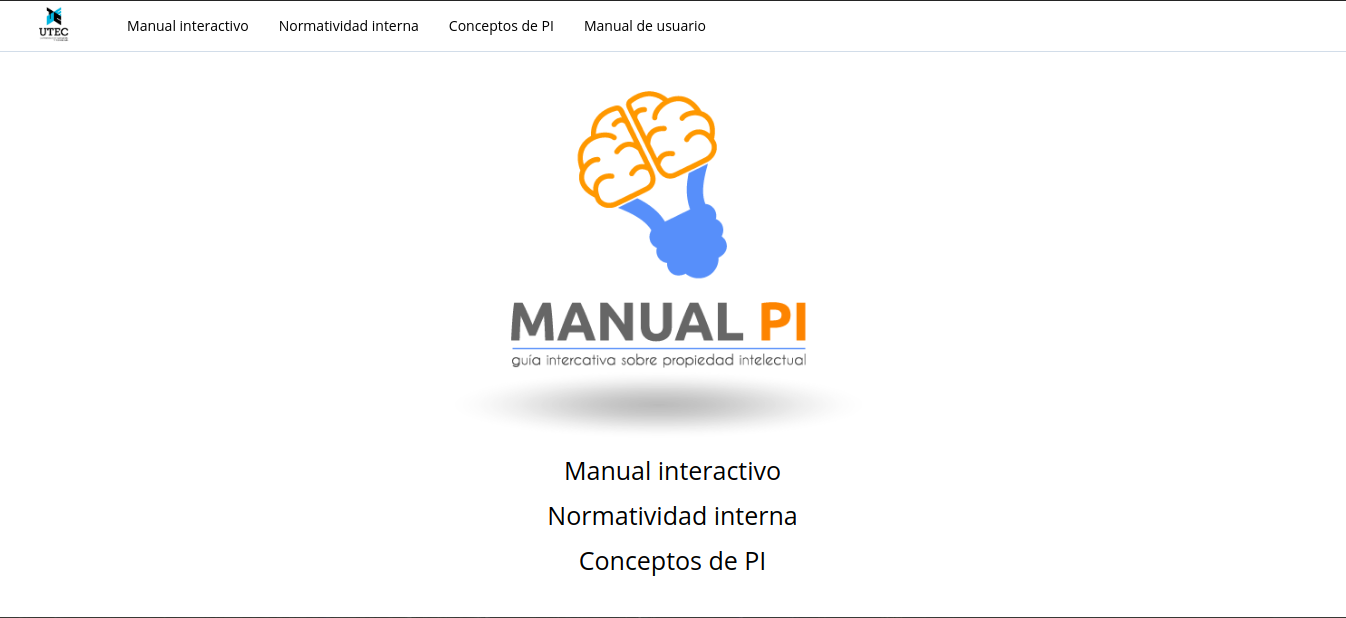 UTEC
Manual interactivo
Normatividad interna
Conceptos de PI
Manual de usuario
MANUAL PI
guía intercativa sobre propiedad intelectual
Manual interactivo
Normatividad interna
Conceptos de PI